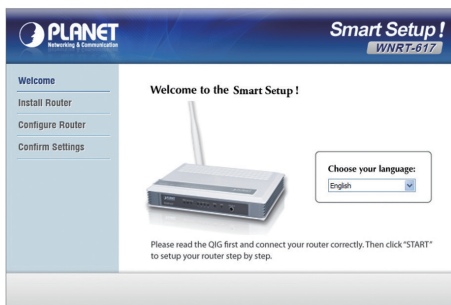 PLANET
Networking & Communication
Smart Setup!
WNRT-617
Welcome
Install Router
Configure Router
Confirm Settings
Welcome to the Smart Setup!
Choose your language:
English
Please read the QIG first and connect your router correctly. Then click "START"
to setup your router step by step.